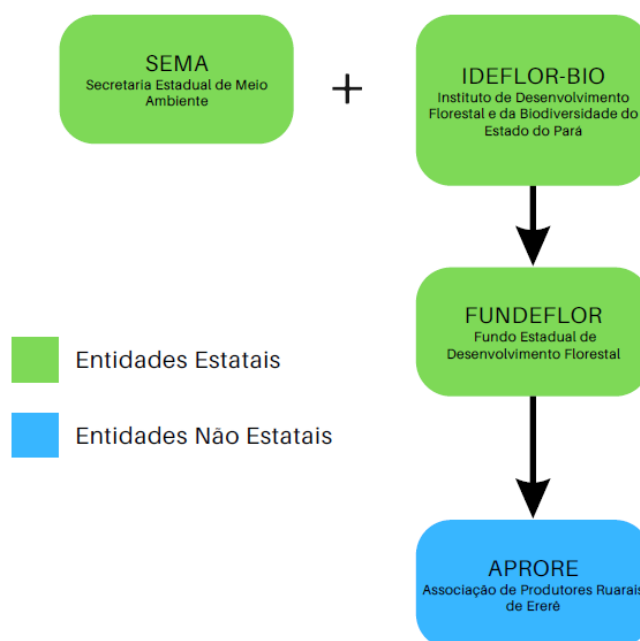 SEMA
Secretaria Estadual de Meio
Ambiente
+
IDEFLOR-BIO
Instituto de Desenvolvimento
Florestal e da Biodiversidade do
Estado do Pará
FUNDEFLOR
Fundo Estadual de
Desenvolvimento Florestal
Entidades Estatais
Entidades Não Estatais
APRORE
Associação de Produtores Ruarais
de Ererê